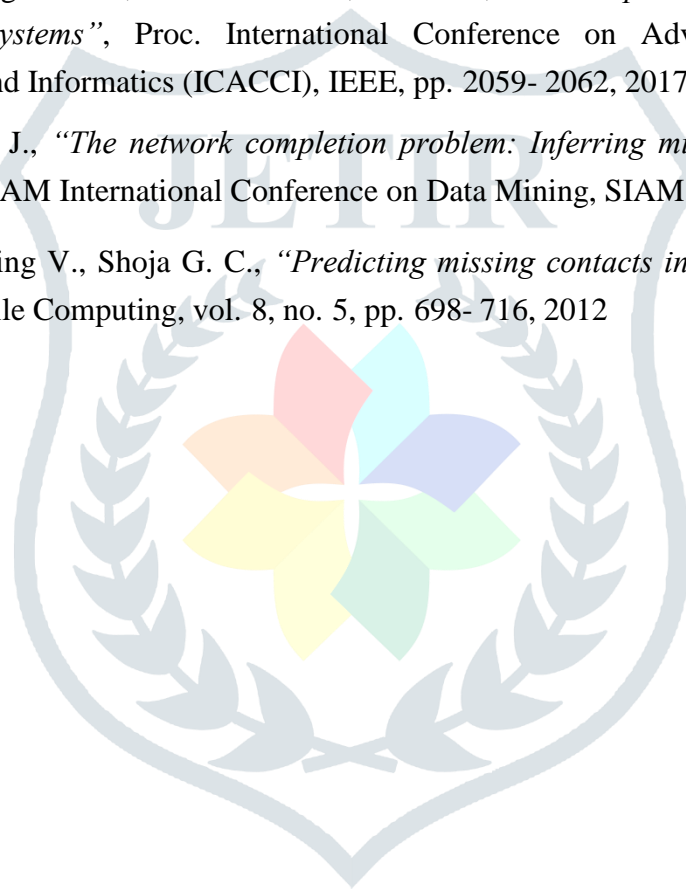 ystems”, Proc. International Conference on Adv
nd Informatics (ICACCI), IEEE, pp. 2059- 2062, 2017
J., “The network completion problem: Inferring mi
AM International Conference on Data Mining, SIAM
JETIR
ing V., Shoja G. C., “Predicting missing contacts in
ile Computing, vol. 8, no. 5, pp. 698- 716, 2012